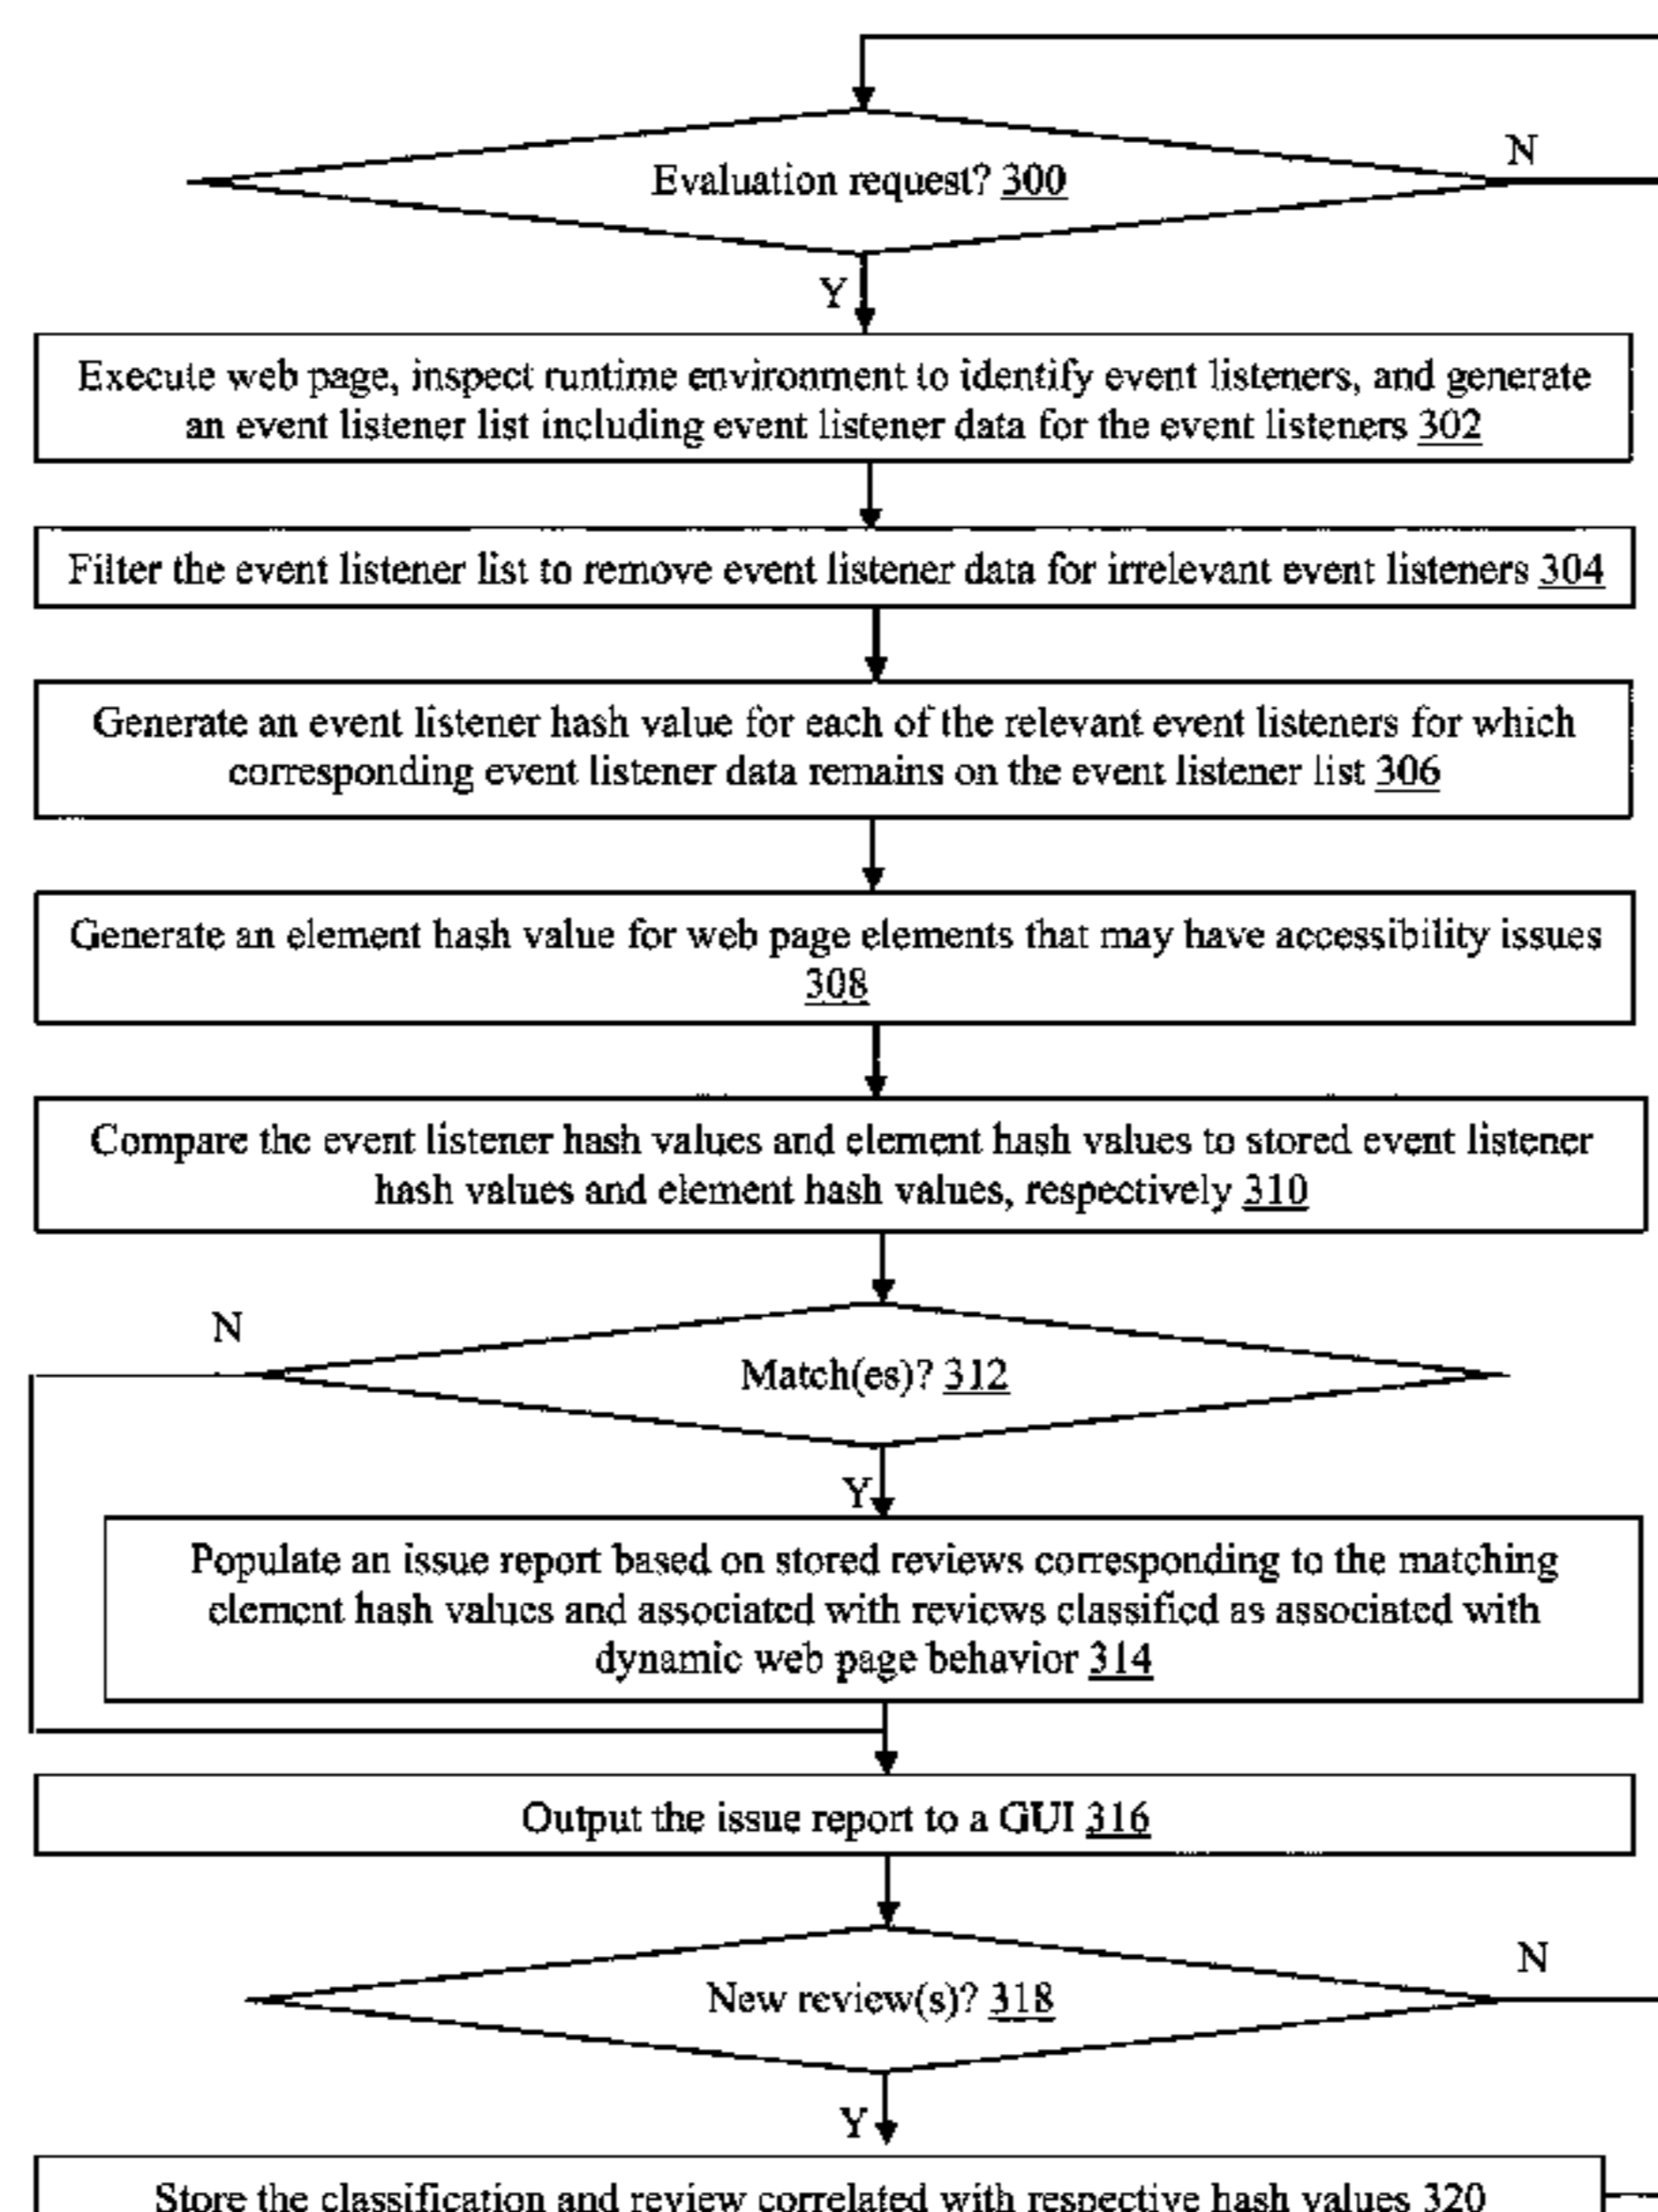 Evaluation request? 300
N
Y
Execute web page, inspect runtime environment to identify event listeners, and generate
an event listener list including event listener data for the event listeners 302
Filter the event listener list to remove event listener data for irrelevant event listeners 304
Generate an event listener hash value for each of the relevant event listeners for which
corresponding event listener data remains on the event listener list 306
Generate an element hash value for web page elements that may have accessibility issues
308
Compare the event listener hash values and element hash values to stored event listener
hash values and element hash values, respectively 310
N
Match(es)? 312
Y
Populate an issue report based on stored reviews corresponding to the matching
element hash values and associated with reviews classified as associated with
dynamic web page behavior 314
Output the issue report to a GUI 316
N
New review(s)? 318
Y
Store the classification and review correlated with respective hash values 320